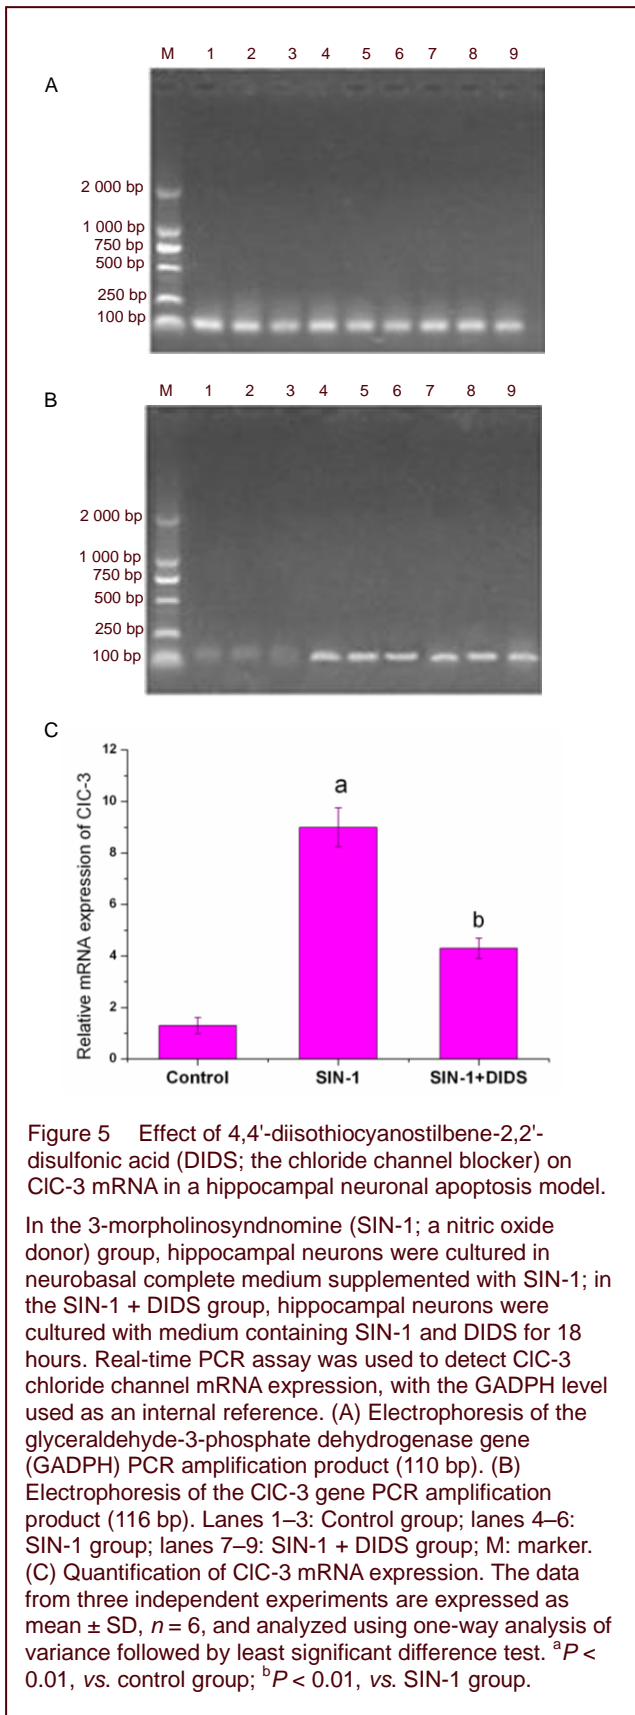 M 1 2 3 4 5 6 7 8 9
A
2 000 bp
1 000 bp
750 bp
500 bp
250 bp
100 bp
M 1 2 3 4 5 6 7 8 9
B
2 000 bp
1 000 bp
750 bp
500 bp
250 bp
100 bp
C
Relative mRNA expression of ClC-3
12
10
8
6
4
2
0
a
b
Control SIN-1 SIN-1+DIDS
Figure 5 Effect of 4,4'-diisothiocyanostilbene-2,2'-
disulfonic acid (DIDS; the chloride channel blocker) on
ClC-3 mRNA in a hippocampal neuronal apoptosis model.
In the 3-morpholinosyndnomine (SIN-1; a nitric oxide
donor) group, hippocampal neurons were cultured in
neurobasal complete medium supplemented with SIN-1; in
the SIN-1 + DIDS group, hippocampal neurons were
cultured with medium containing SIN-1 and DIDS for 18
hours. Real-time PCR assay was used to detect ClC-3
chloride channel mRNA expression, with the GADPH level
used as an internal reference. (A) Electrophoresis of the
glyceraldehyde-3-phosphate dehydrogenase gene
(GADPH) PCR amplification product (110 bp). (B)
Electrophoresis of the ClC-3 gene PCR amplification
product (116 bp). Lanes 1–3: Control group; lanes 4–6:
SIN-1 group; lanes 7–9: SIN-1 + DIDS group; M: marker.
(C) Quantification of ClC-3 mRNA expression. The data
from three independent experiments are expressed as
mean ± SD, n = 6, and analyzed using one-way analysis of
variance followed by least significant difference test. aP <
0.01, vs. control group; bP < 0.01, vs. SIN-1 group.